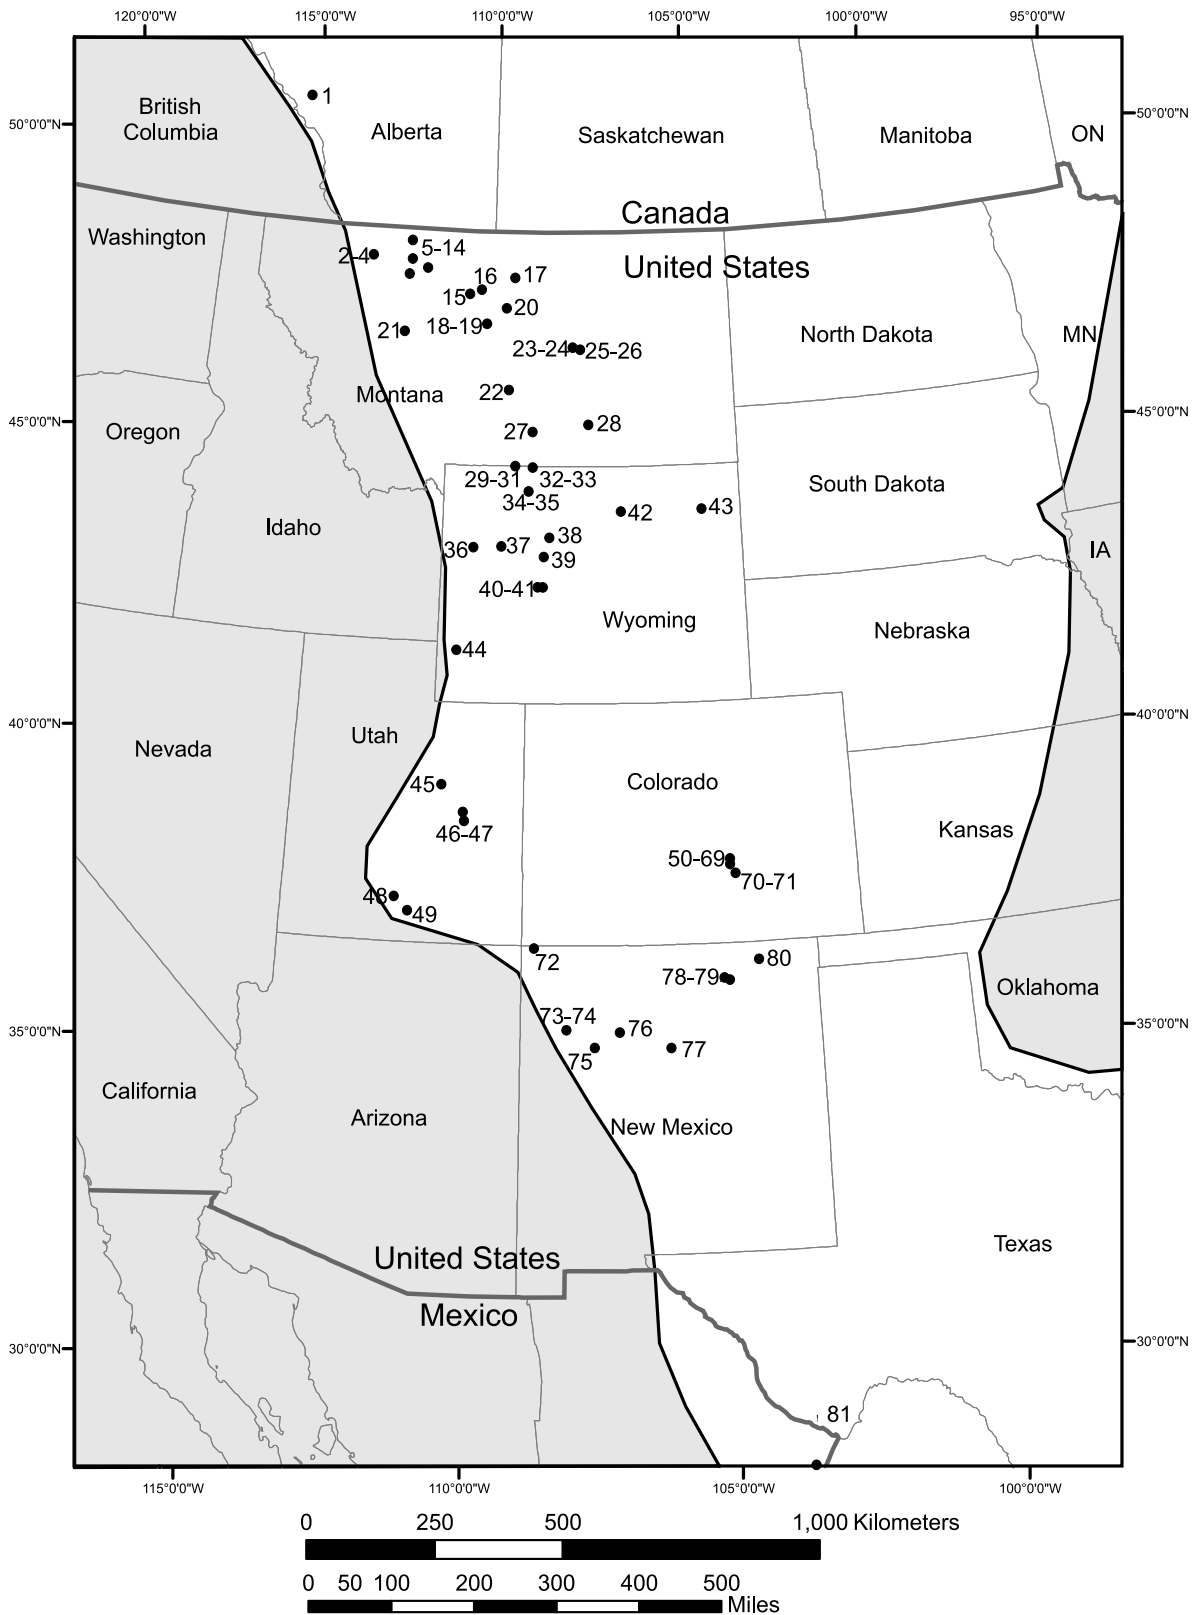 120°0'0"W 115°0'0"W 110°0'0"W 105°0'0"W 100°0'0"W 95°0'0"W
1
British
Columbia
50°0'0"N
50°0'0"N
Alberta
Saskatchewan
Manitoba
ON
Canada
Washington
United States
2-4
5-14
16
17
15
20
18-19
21
North Dakota
MN
23-24
25-26
22
Montana
45°0'0"N
45°0'0"N
Oregon
27
28
29-31
32-33
34-35
South Dakota
42
43
Idaho
38
36
37
39
IA
40-41
Wyoming
Nebraska
44
40°0'0"N
40°0'0"N
Nevada
Utah
45
Colorado
46-47
Kansas
50-69
70-71
48
49
72
80
78-79
Oklahoma
73-74
76
75
77
35°0'0"N
35°0'0"N
California
Arizona
New Mexico
Texas
United States
Mexico
30°0'0"N
30°0'0"N
81
115°0'0"W 110°0'0"W 105°0'0"W 100°0'0"W
0 250 500 1,000 Kilometers
0 50 100 200 300 400 500
Miles